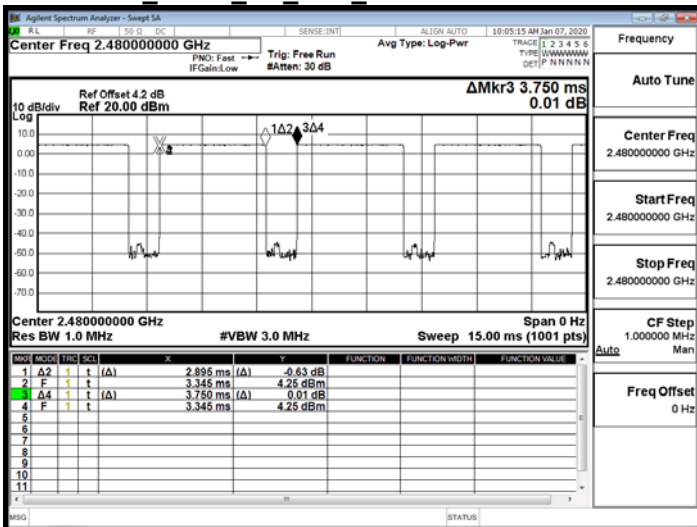 Agilent Spectrum Analyzer - Swept SA
RL RF 50 Ω DC SENSE:INT ALIGN AUTO 10:05:15 AM Jan 07, 2020
Center Freq 2.480000000 GHz
PNO: Fast
IFGain:Low
Trig: Free Run
#Atten: 30 dB
Avg Type: Log-Pwr
TRACE 1 2 3 4 5 6
TYPE WWWWWW
DET P N N N N N
Ref Offset 4.2 dB
10 dB/div Ref 20.00 dBm
Log
ΔMkr3 3.750 ms
0.01 dB
1Δ2
3Δ4
10.0
0.00
-10.0
-20.0
-30.0
-40.0
-50.0
-60.0
-70.0
Center 2.480000000 GHz Span 0 Hz
Res BW 1.0 MHz #VBW 3.0 MHz Sweep 15.00 ms (1001 pts)
MKR MODE TRC SCL X Y FUNCTION FUNCTION WIDTH FUNCTION VALUE
1 Δ2 1 t (Δ) 2.895 ms (Δ) -0.63 dB
2 F 1 t 3.345 ms 4.25 dBm
3 Δ4 1 t (Δ) 3.750 ms (Δ) 0.01 dB
4 F 1 t 3.345 ms 4.25 dBm
5
6
7
8
9
10
11
MSG STATUS
Frequency
Auto Tune
Center Freq
2.480000000 GHz
Start Freq
2.480000000 GHz
Stop Freq
2.480000000 GHz
CF Step
1.000000 MHz
Auto Man
Freq Offset
0 Hz